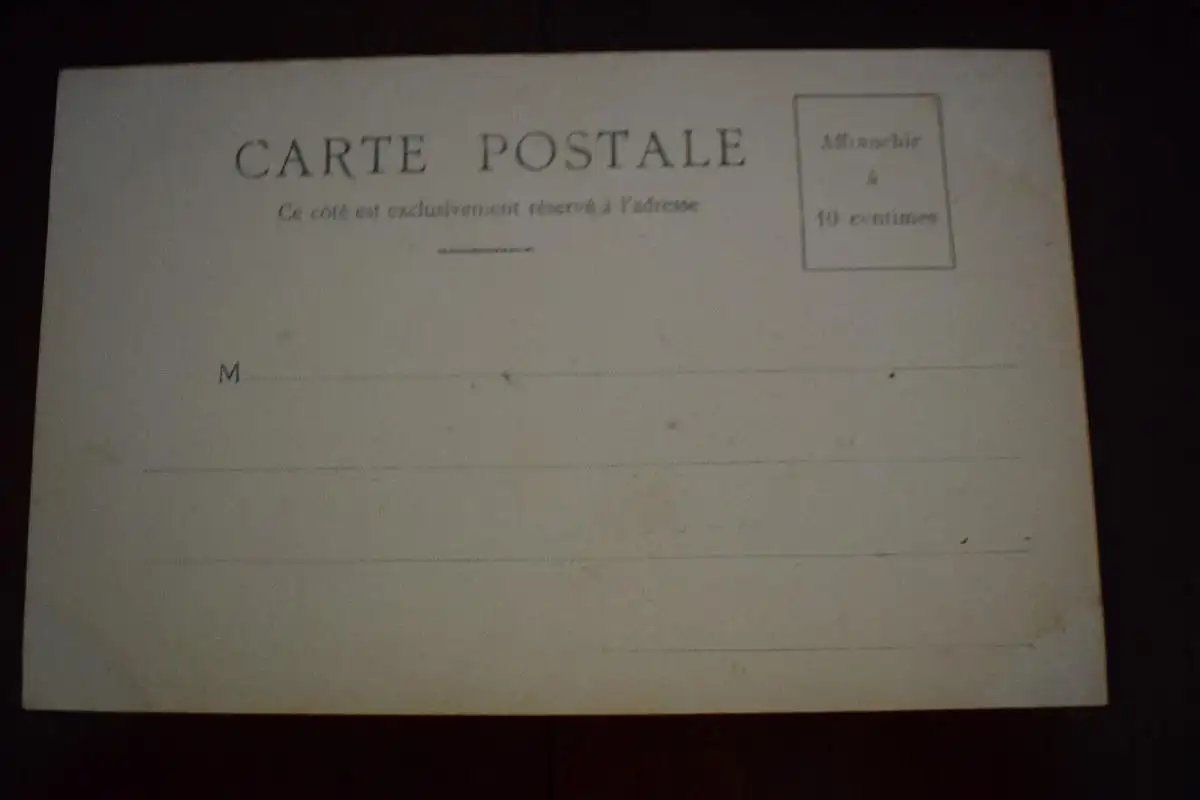 CARTE POSTALE
Ce côté est exclusivement réservé à l'adresse
Affranchir
à
10 centimes
M